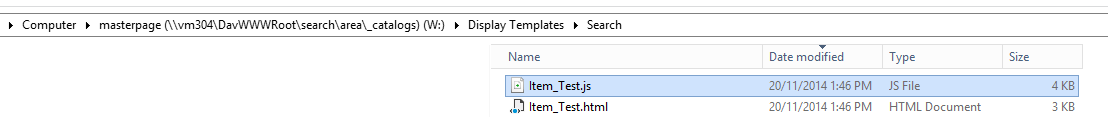 Computer masterpage (\\vm304\DavWWWRoot\search\area\_catalogs) (W:) Display Templates Search
Name Date modified Type Size
Item_Test.js 20/11/2014 1:46 PM JS File 4 KB
Item_Test.html 20/11/2014 1:46 PM HTML Document 3 KB